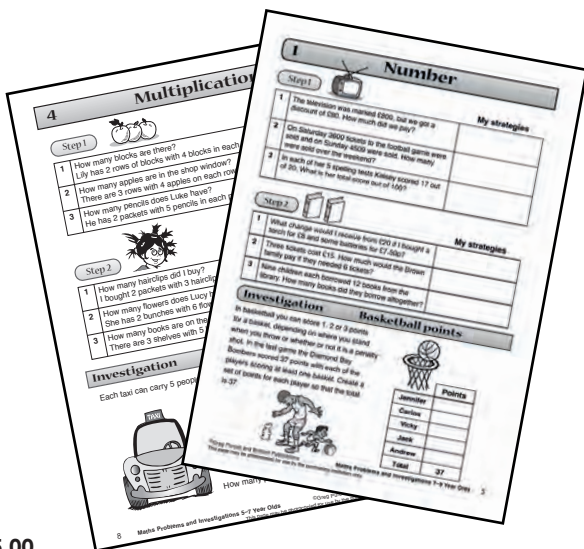 4 Multiplication
Step 1
1 How many blocks are there?
Lily has 2 rows of blocks with 4 blocks in each
2 How many apples are in the shop window?
There are 3 rows with 4 apples on each row
3 How many pencils does Luke have?
He has 2 packets with 5 pencils in each
Step 2
1 How many hairclips did I buy?
I bought 2 packets with 3 hairclip
2 How many flowers does Lucy h
She has 2 bunches with 6 flow
3 How many books are on the
There are 3 shelves with 5
Investigation
Each taxi can carry 5 peopl
TAXI
How many
8 Maths Problems and Investigations 5–7 Year Olds
1 Number
Step 1
My strategies
1 The television was marked £800, but we got a
discount of £80. How much did we pay?
2 On Saturday 3600 tickets to the football game were
sold and on Sunday 4500 were sold. How many
were sold over the weekend?
3 In each of her 5 spelling tests Kelsey scored 17 out
of 20. What is her total score out of 100?
Step 2
My strategies
1 What change would I receive from £20 if I bought a
torch for £8 and some batteries for £7.50?
2 Three tickets cost £15. How much would the Brown
family pay if they needed 6 tickets?
3 Nine children each borrowed 12 books from the
library. How many books did they borrow altogether?
Investigation Basketball points
In basketball you can score 1, 2 or 3 points
for a basket, depending on where you stand
when you throw or whether or not it is a penalty
shot. In the last game the Diamond Bay
Bombers scored 37 points with each of the
players scoring at least one basket. Create a
set of points for each player so that the total
is 37.
Points
Jennifer
Carlos
Vicky
Jack
Andrew
Total 37
Maths Problems and Investigations 7–9 Year Olds
5.00